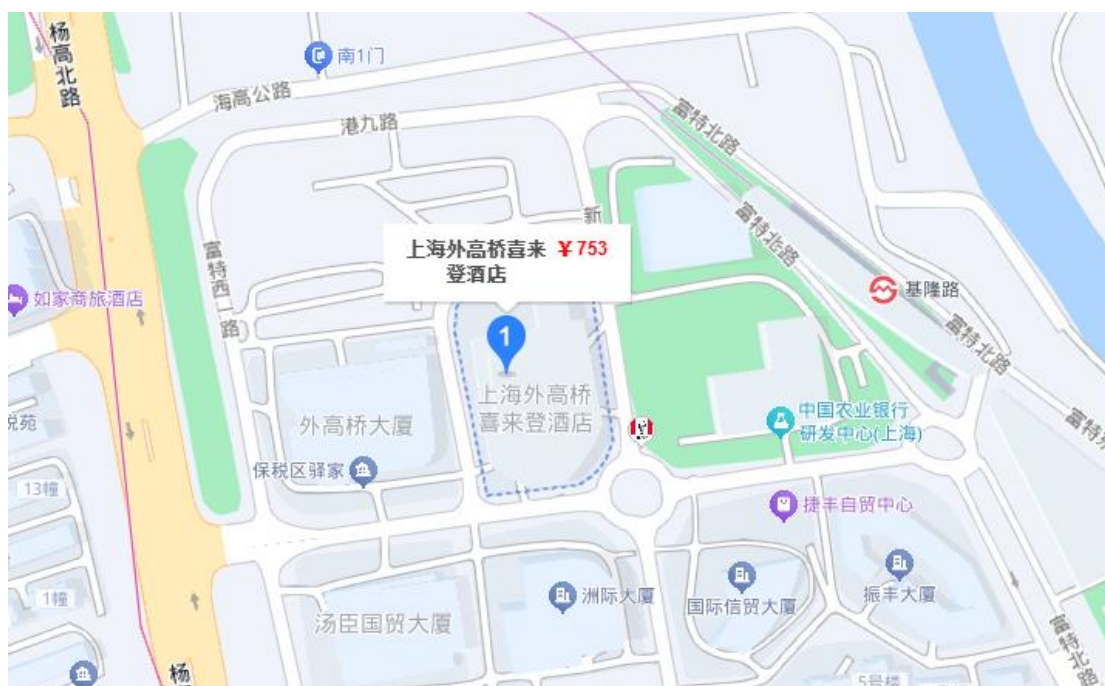 杨高北路
南1门
海高公路
港九路
富特北路
新
富特北路
富特西一路
上海外高桥喜来 ¥753
登酒店
如家商旅酒店
基隆路
1
富特北路
上海外高桥
喜来登酒店
外高桥大厦
中国农业银行
研发中心(上海)
悦苑
保税区驿家
13幢
捷丰自贸中心
1幢
洲际大厦
国际信贸大厦
振丰大厦
汤臣国贸大厦
富特北路
5号楼